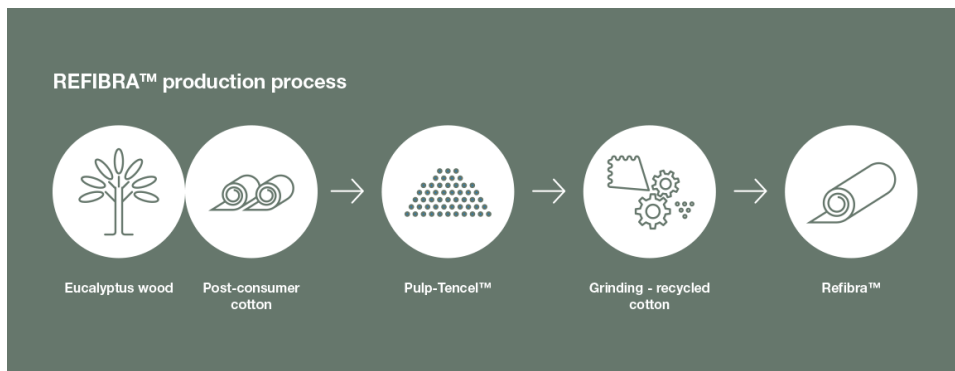 REFIBRA™ production process
Eucalyptus wood
Post-consumer
cotton
Pulp-Tencel™
Grinding - recycled
cotton
Refibra™